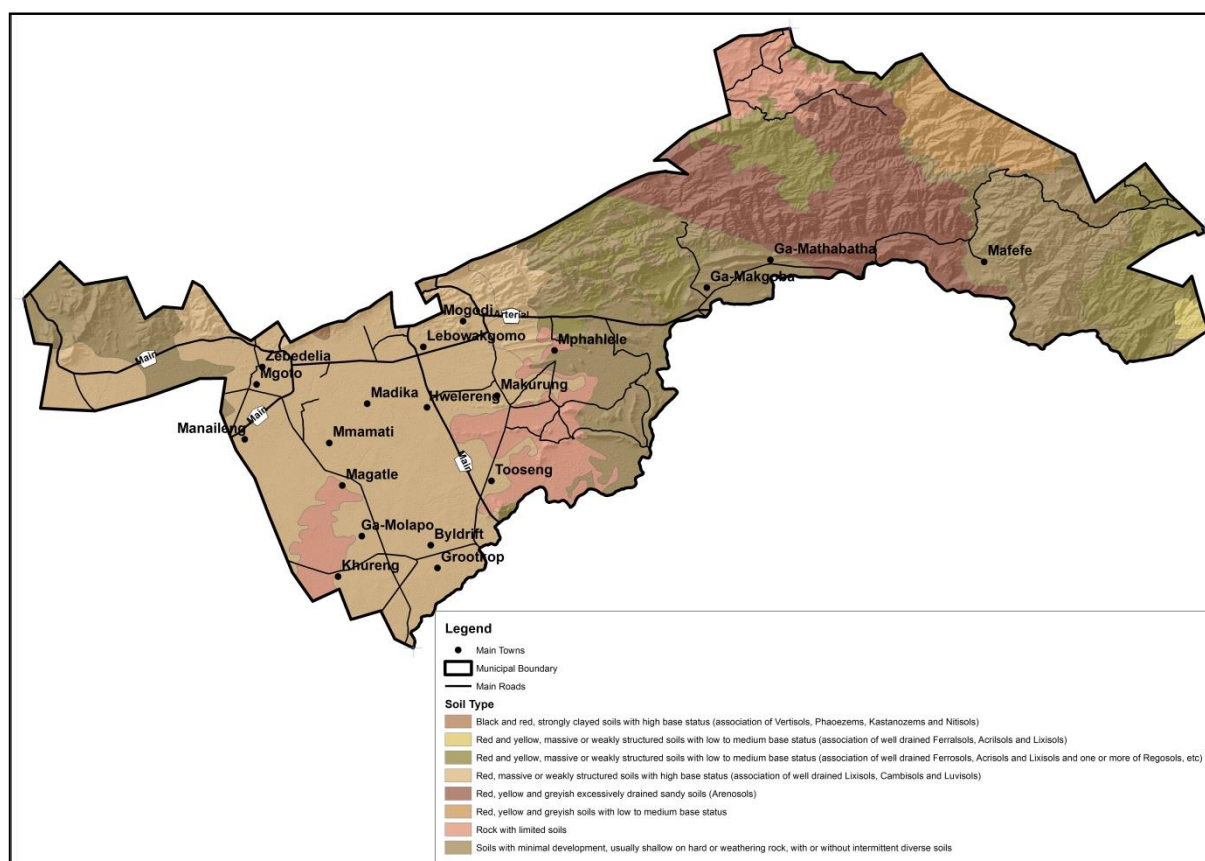 Ga-Mathabatha
Mafefe
Ga-Makgoba
Mogodi
Arterial
Lebowakgomo
Mphahlele
Main
Zebedelia
Mgoto
Madika
Hwelereng
Makurung
Main
Manaileng
Mmamati
Main
Tooseng
Magatle
Ga-Molapo
Byldrift
Grootkop
Khureng
Legend
Main Towns
Municipal Boundary
Main Roads
Soil Type
Black and red, strongly clayed soils with high base status (association of Vertisols, Phaoezems, Kastanozems and Nitisols)
Red and yellow, massive or weakly structured soils with low to medium base status (association of well drained Ferralsols, Acrilsols and Lixisols)
Red and yellow, massive or weakly structured soils with low to medium base status (association of well drained Ferrosols, Acrisols and Lixisols and one or more of Regosols, etc)
Red, massive or weakly structured soils with high base status (association of well drained Lixisols, Cambisols and Luvisols)
Red, yellow and greyish excessively drained sandy soils (Arenosols)
Red, yellow and greyish soils with low to medium base status
Rock with limited soils
Soils with minimal development, usually shallow on hard or weathering rock, with or without intermittent diverse soils